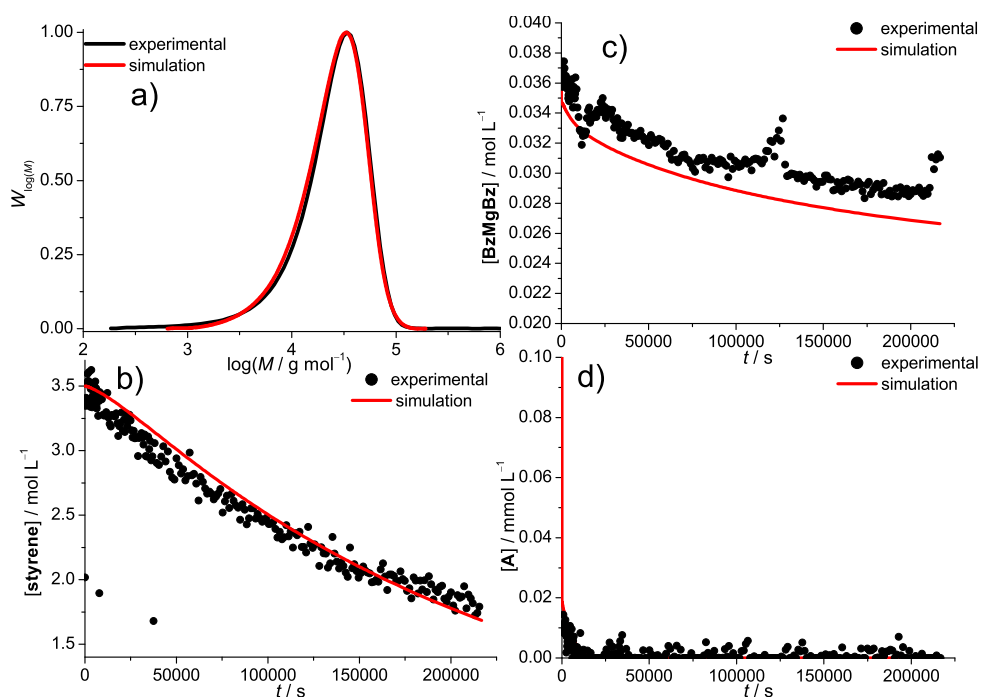 a)
experimental
simulation
1.00
0.75
0.50
0.25
0.00
W log(M)
2 3 4 5 6
log(M / g mol⁻¹)
c)
experimental
simulation
0.040
0.038
0.036
0.034
0.032
0.030
0.028
0.026
0.024
0.022
0.020
[BzMgBz] / mol L⁻¹
0 50000 100000 150000 200000
t / s
b)
experimental
simulation
3.5
3.0
2.5
2.0
1.5
[styrene] / mol L⁻¹
0 50000 100000 150000 200000
t / s
d)
experimental
simulation
0.10
0.08
0.06
0.04
0.02
0.00
[A] / mmol L⁻¹
0 50000 100000 150000 200000
t / s